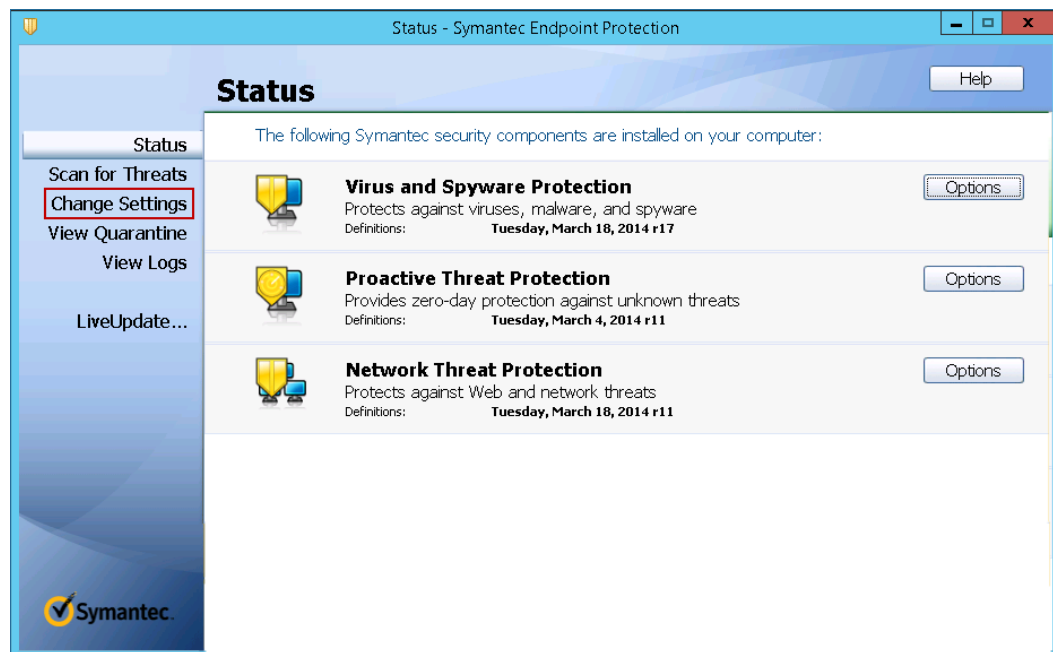 Status - Symantec Endpoint Protection
Status
Help
Status
Scan for Threats
Change Settings
View Quarantine
View Logs
LiveUpdate...
The following Symantec security components are installed on your computer:
Virus and Spyware Protection
Protects against viruses, malware, and spyware
Definitions: Tuesday, March 18, 2014 r17
Options
Proactive Threat Protection
Provides zero-day protection against unknown threats
Definitions: Tuesday, March 4, 2014 r11
Options
Network Threat Protection
Protects against Web and network threats
Definitions: Tuesday, March 18, 2014 r11
Options
Symantec.